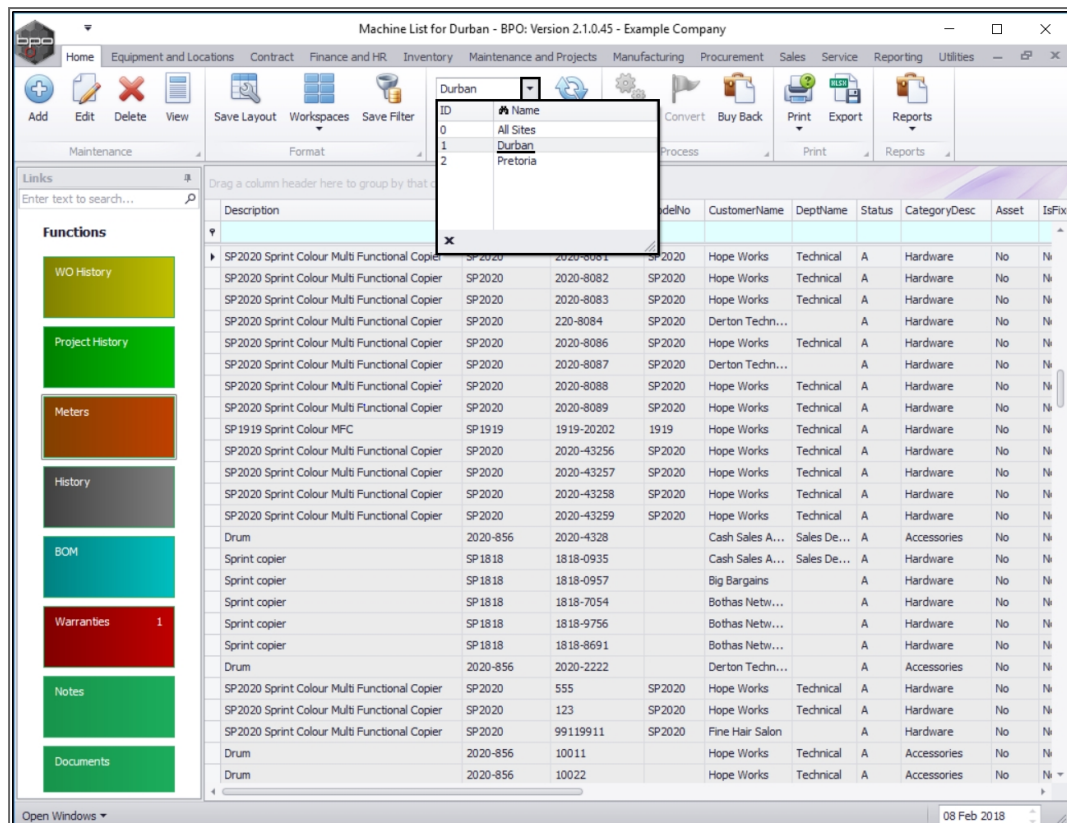 Machine List for Durban - BPO: Version 2.1.0.45 - Example Company
bpo
Home Equipment and Locations Contract Finance and HR Inventory Maintenance and Projects Manufacturing Procurement Sales Service Reporting Utilities
Durban
Add Edit Delete View Save Layout Workspaces Save Filter Convert Buy Back Print Export Reports
Maintenance Format Process Print Reports
ID Name
0 All Sites
1 Durban
2 Pretoria
Links
Enter text to search...
Functions
WO History
Project History
Meters
History
BOM
Warranties 1
Notes
Documents
Drag a column header here to group by that
Description CustomerName DeptName Status CategoryDesc Asset
SP2020 Sprint Colour Multi Functional Copier SP2020 2020-8081 SP2020 Hope Works Technical A Hardware No
SP2020 Sprint Colour Multi Functional Copier SP2020 2020-8082 SP2020 Hope Works Technical A Hardware No
SP2020 Sprint Colour Multi Functional Copier SP2020 2020-8083 SP2020 Hope Works Technical A Hardware No
SP2020 Sprint Colour Multi Functional Copier SP2020 220-8084 SP2020 Derton Techn... A Hardware No
SP2020 Sprint Colour Multi Functional Copier SP2020 2020-8086 SP2020 Hope Works Technical A Hardware No
SP2020 Sprint Colour Multi Functional Copier SP2020 2020-8087 SP2020 Derton Techn... A Hardware No
SP2020 Sprint Colour Multi Functional Copier SP2020 2020-8088 SP2020 Hope Works Technical A Hardware No
SP2020 Sprint Colour Multi Functional Copier SP2020 2020-8089 SP2020 Hope Works Technical A Hardware No
SP1919 Sprint Colour MFC SP1919 1919-20202 1919 Hope Works Technical A Hardware No
SP2020 Sprint Colour Multi Functional Copier SP2020 2020-43256 SP2020 Hope Works Technical A Hardware No
SP2020 Sprint Colour Multi Functional Copier SP2020 2020-43257 SP2020 Hope Works Technical A Hardware No
SP2020 Sprint Colour Multi Functional Copier SP2020 2020-43258 SP2020 Hope Works Technical A Hardware No
SP2020 Sprint Colour Multi Functional Copier SP2020 2020-43259 SP2020 Hope Works Technical A Hardware No
Drum 2020-856 2020-4328 Cash Sales A... Sales De... A Accessories No
Sprint copier SP1818 1818-0935 Cash Sales A... Sales De... A Hardware No
Sprint copier SP1818 1818-0957 Big Bargains A Hardware No
Sprint copier SP1818 1818-7054 Bothas Netw... A Hardware No
Sprint copier SP1818 1818-9756 Bothas Netw... A Hardware No
Sprint copier SP1818 1818-8691 Bothas Netw... A Hardware No
Drum 2020-856 2020-2222 Derton Techn... A Accessories No
SP2020 Sprint Colour Multi Functional Copier SP2020 555 SP2020 Hope Works Technical A Hardware No
SP2020 Sprint Colour Multi Functional Copier SP2020 123 SP2020 Hope Works Technical A Hardware No
SP2020 Sprint Colour Multi Functional Copier SP2020 99119911 SP2020 Fine Hair Salon A Hardware No
Drum 2020-856 10011 Hope Works Technical A Accessories No
Drum 2020-856 10022 Hope Works Technical A Accessories No
Open Windows 08 Feb 2018